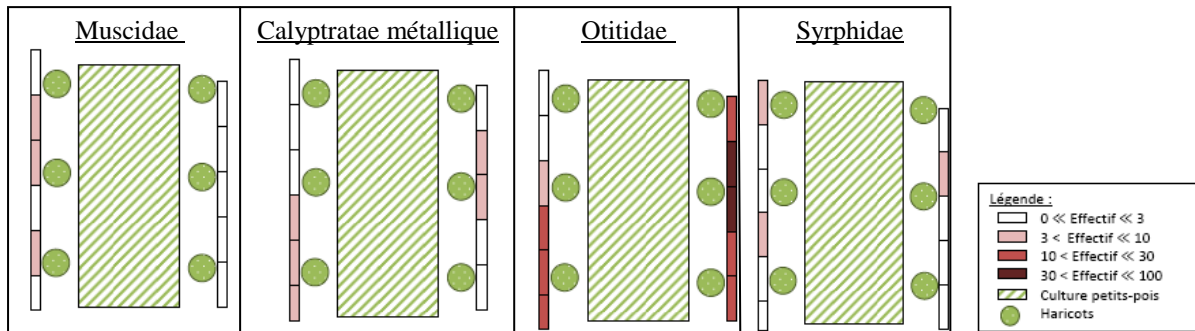 Muscidae
Calyptratae métallique
Otitidae
Syrphidae
Légende :
0 ≪ Effectif ≪ 3
3 < Effectif ≪ 10
10 < Effectif ≪ 30
30 < Effectif ≪ 100
Culture petits-pois
Haricots